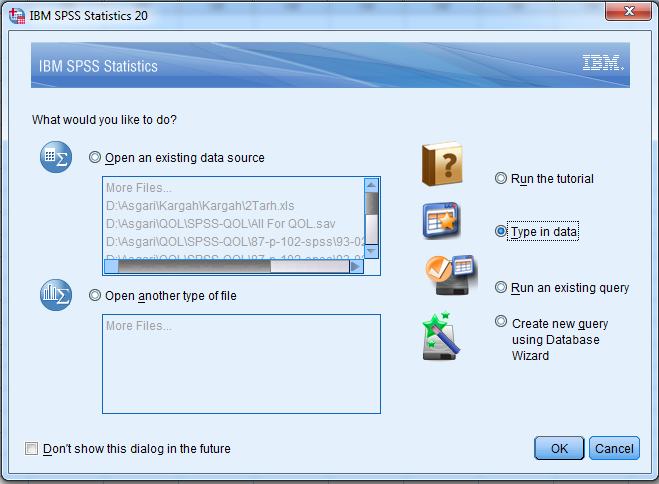 IBM SPSS Statistics 20
IBM SPSS Statistics
IBM.
What would you like to do?
Open an existing data source
More Files...
D:\Asgari\Kargah\Kargah\2Tarh.xls
D:\Asgari\QOL\SPSS-QOL\All For QOL.sav
D:\Asgari\QOL\SPSS-QOL\87-p-102-spss\93-02
D:\Asgari\QOL\SPSS-QOL\87-p-102-spss\93-02
Open another type of file
More Files...
Run the tutorial
Type in data
Run an existing query
Create new query
using Database
Wizard
Don't show this dialog in the future
OK
Cancel